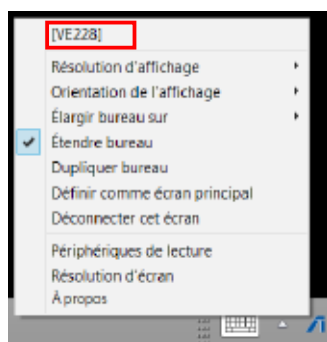 [VE228]
Résolution d'affichage
Orientation de l'affichage
Élargir bureau sur
Étendre bureau
Dupliquer bureau
Définir comme écran principal
Déconnecter cet écran
Périphériques de lecture
Résolution d'écran
À propos